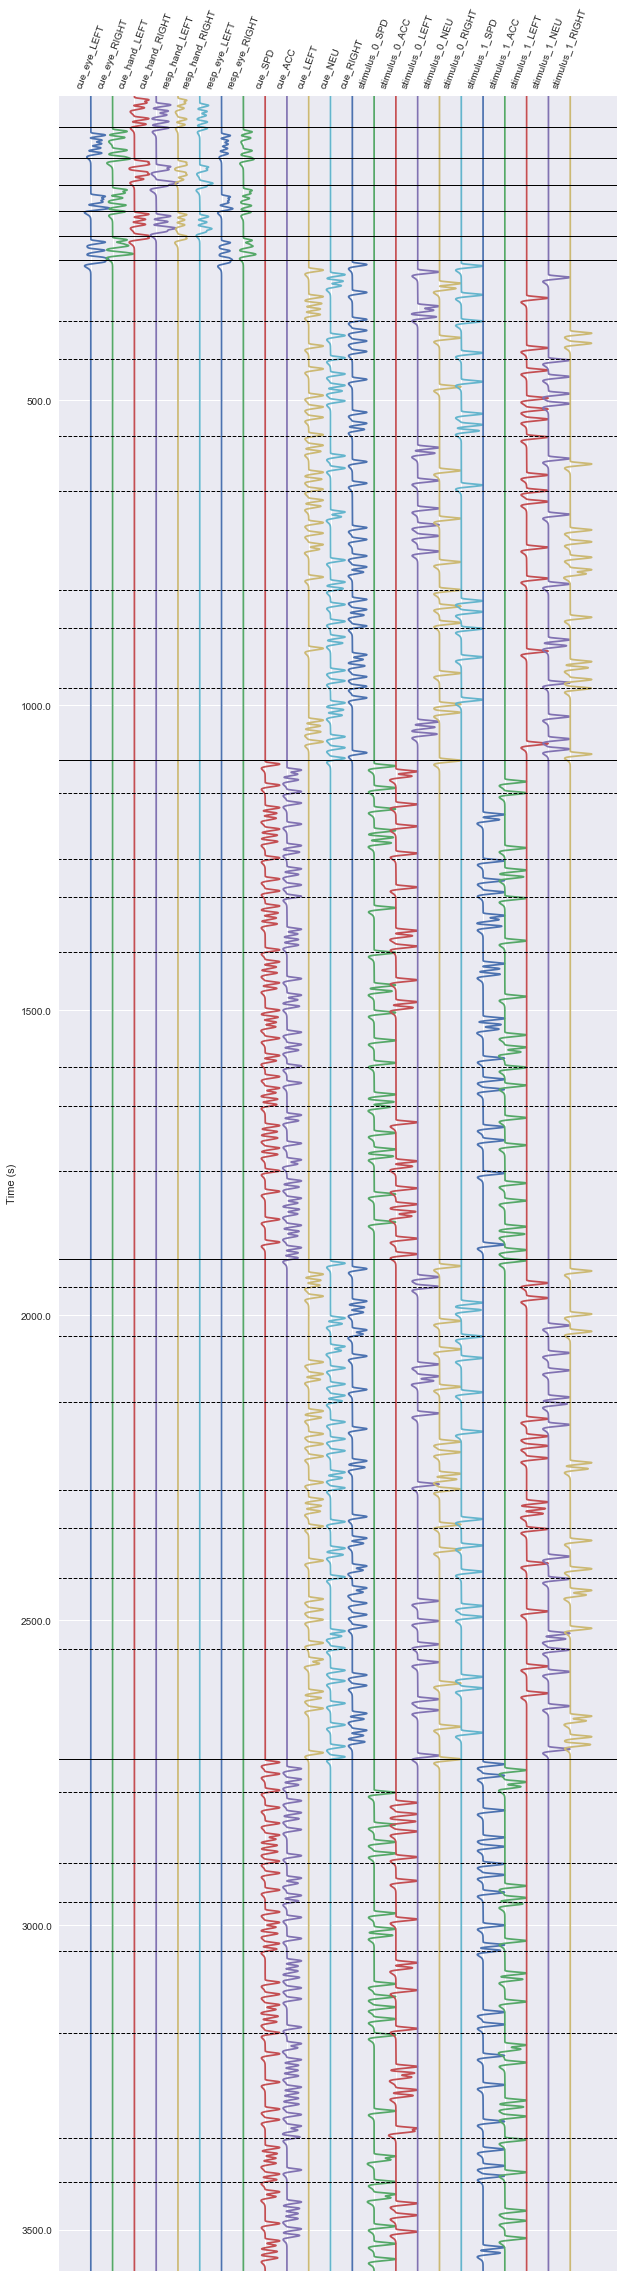 cue_eye_LEFT
cue_eye_RIGHT
cue_hand_LEFT
cue_hand_RIGHT
resp_hand_LEFT
resp_hand_RIGHT
resp_eye_LEFT
resp_eye_RIGHT
cue_SPD
cue_ACC
cue_LEFT
cue_NEU
cue_RIGHT
stimulus_0_SPD
stimulus_0_ACC
stimulus_0_LEFT
stimulus_0_NEU
stimulus_0_RIGHT
stimulus_1_SPD
stimulus_1_ACC
stimulus_1_LEFT
stimulus_1_NEU
stimulus_1_RIGHT
500.0
1000.0
1500.0
Time (s)
2000.0
2500.0
3000.0
3500.0